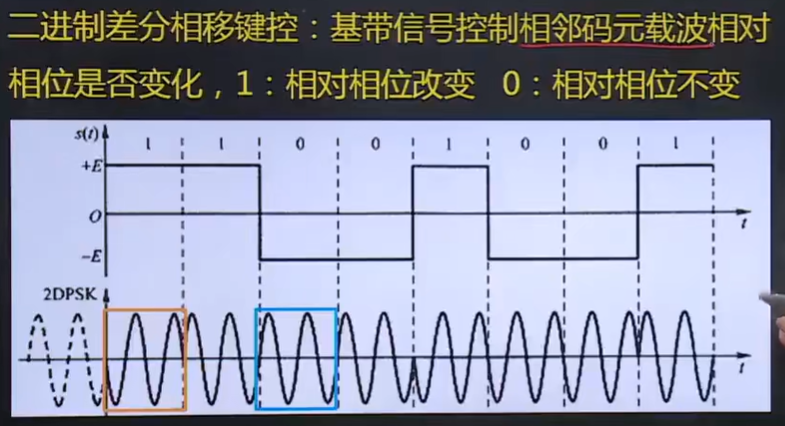 二进制差分相移键控：基带信号控制相邻码元载波相对
相位是否变化，1：相对相位改变 0：相对相位不变
s(t)
1 1 0 0 1 0 0 1
+E
O
t
-E
2DPSK
t